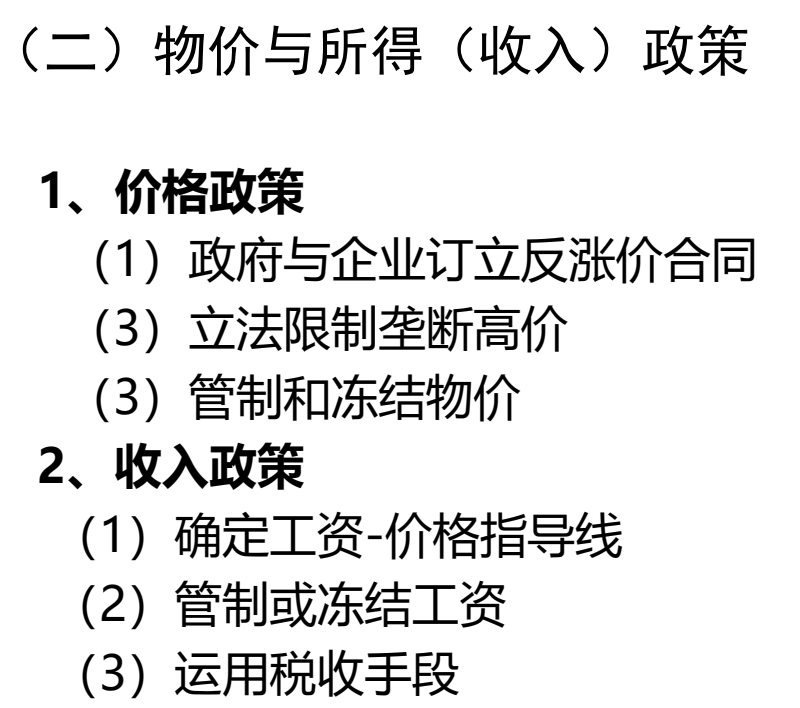 （二）物价与所得（收入）政策
1、价格政策
（1）政府与企业订立反涨价合同
（3）立法限制垄断高价
（3）管制和冻结物价
2、收入政策
（1）确定工资-价格指导线
（2）管制或冻结工资
（3）运用税收手段